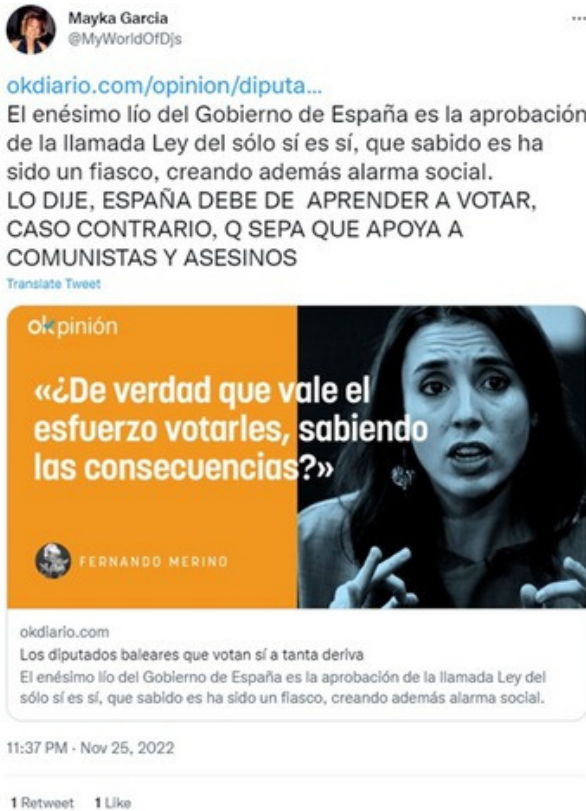 Mayka Garcia
@MyWorldOfDjs
okdiario.com/opinion/diputa...
El enésimo lío del Gobierno de España es la aprobación
de la llamada Ley del sólo sí es sí, que sabido es ha
sido un fiasco, creando además alarma social.
LO DIJE, ESPAÑA DEBE DE APRENDER A VOTAR,
CASO CONTRARIO, Q SEPA QUE APOYA A
COMUNISTAS Y ASESINOS
Translate Tweet
okpinión
«¿De verdad que vale el
esfuerzo votarles, sabiendo
las consecuencias?»
FERNANDO MERINO
okdiario.com
Los diputados baleares que votan sí a tanta deriva
El enésimo lío del Gobierno de España es la aprobación de la llamada Ley del
sólo sí es sí, que sabido es ha sido un fiasco, creando además alarma social.
11:37 PM · Nov 25, 2022
1 Retweet 1 Like